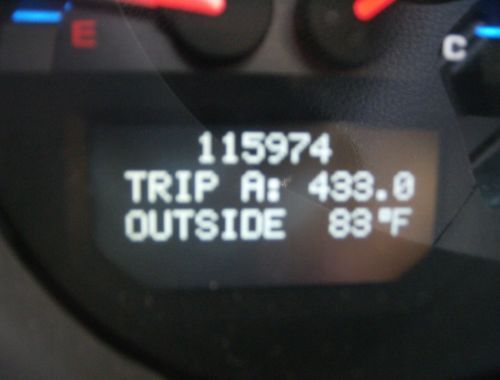 E
C
115974
TRIP A: 433.0
OUTSIDE 83°F